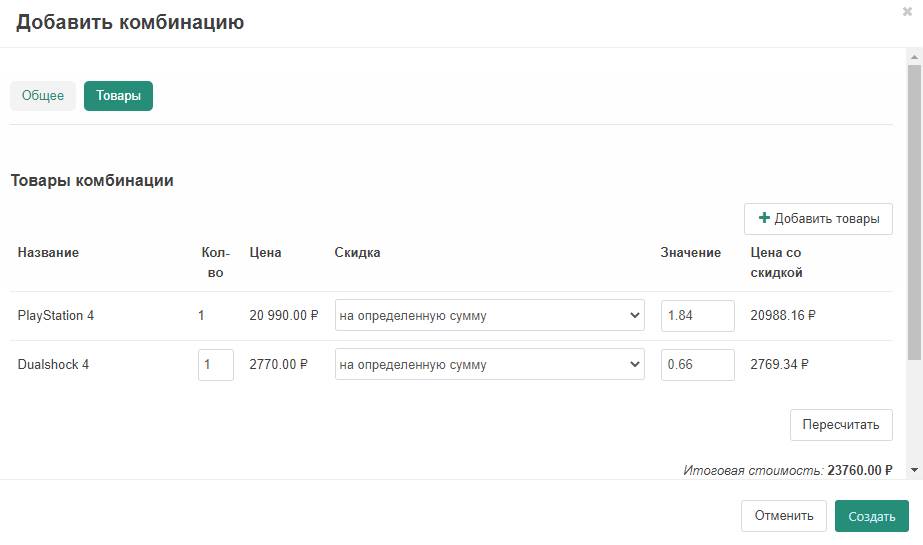 Добавить комбинацию
Общее Товары
Товары комбинации
Добавить товары
Название Кол-во Цена Скидка Значение Цена со скидкой
PlayStation 4 1 20 990.00 ₽ на определенную сумму 1.84 20988.16 ₽
Dualshock 4 1 2770.00 ₽ на определенную сумму 0.66 2769.34 ₽
Пересчитать
Итоговая стоимость: 23760.00 ₽
Отменить Создать